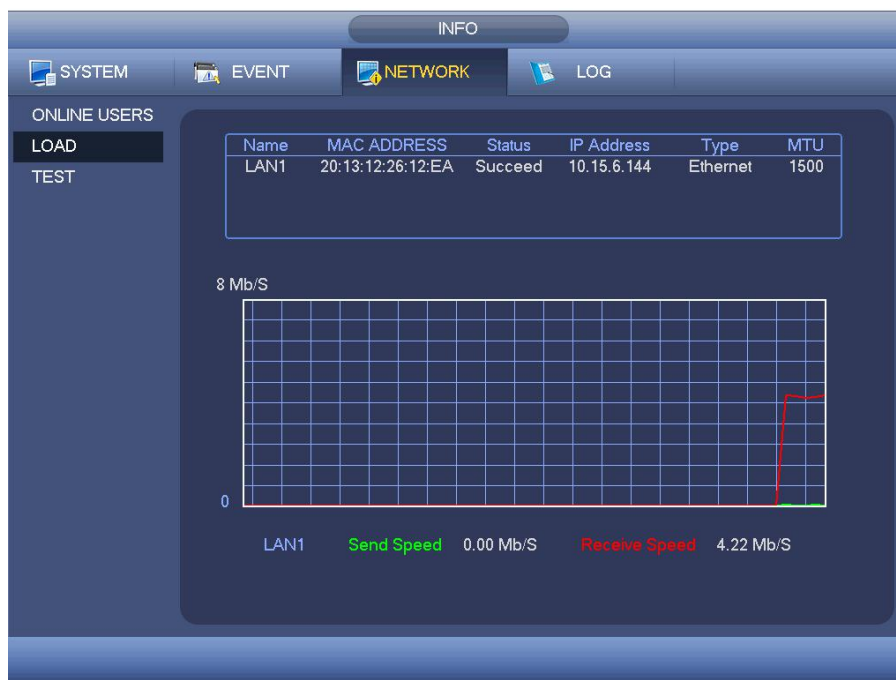 INFO
SYSTEM EVENT NETWORK LOG
ONLINE USERS
LOAD
TEST
Name MAC ADDRESS Status IP Address Type MTU
LAN1 20:13:12:26:12:EA Succeed 10.15.6.144 Ethernet 1500
8 Mb/S
0
LAN1 Send Speed 0.00 Mb/S Receive Speed 4.22 Mb/S